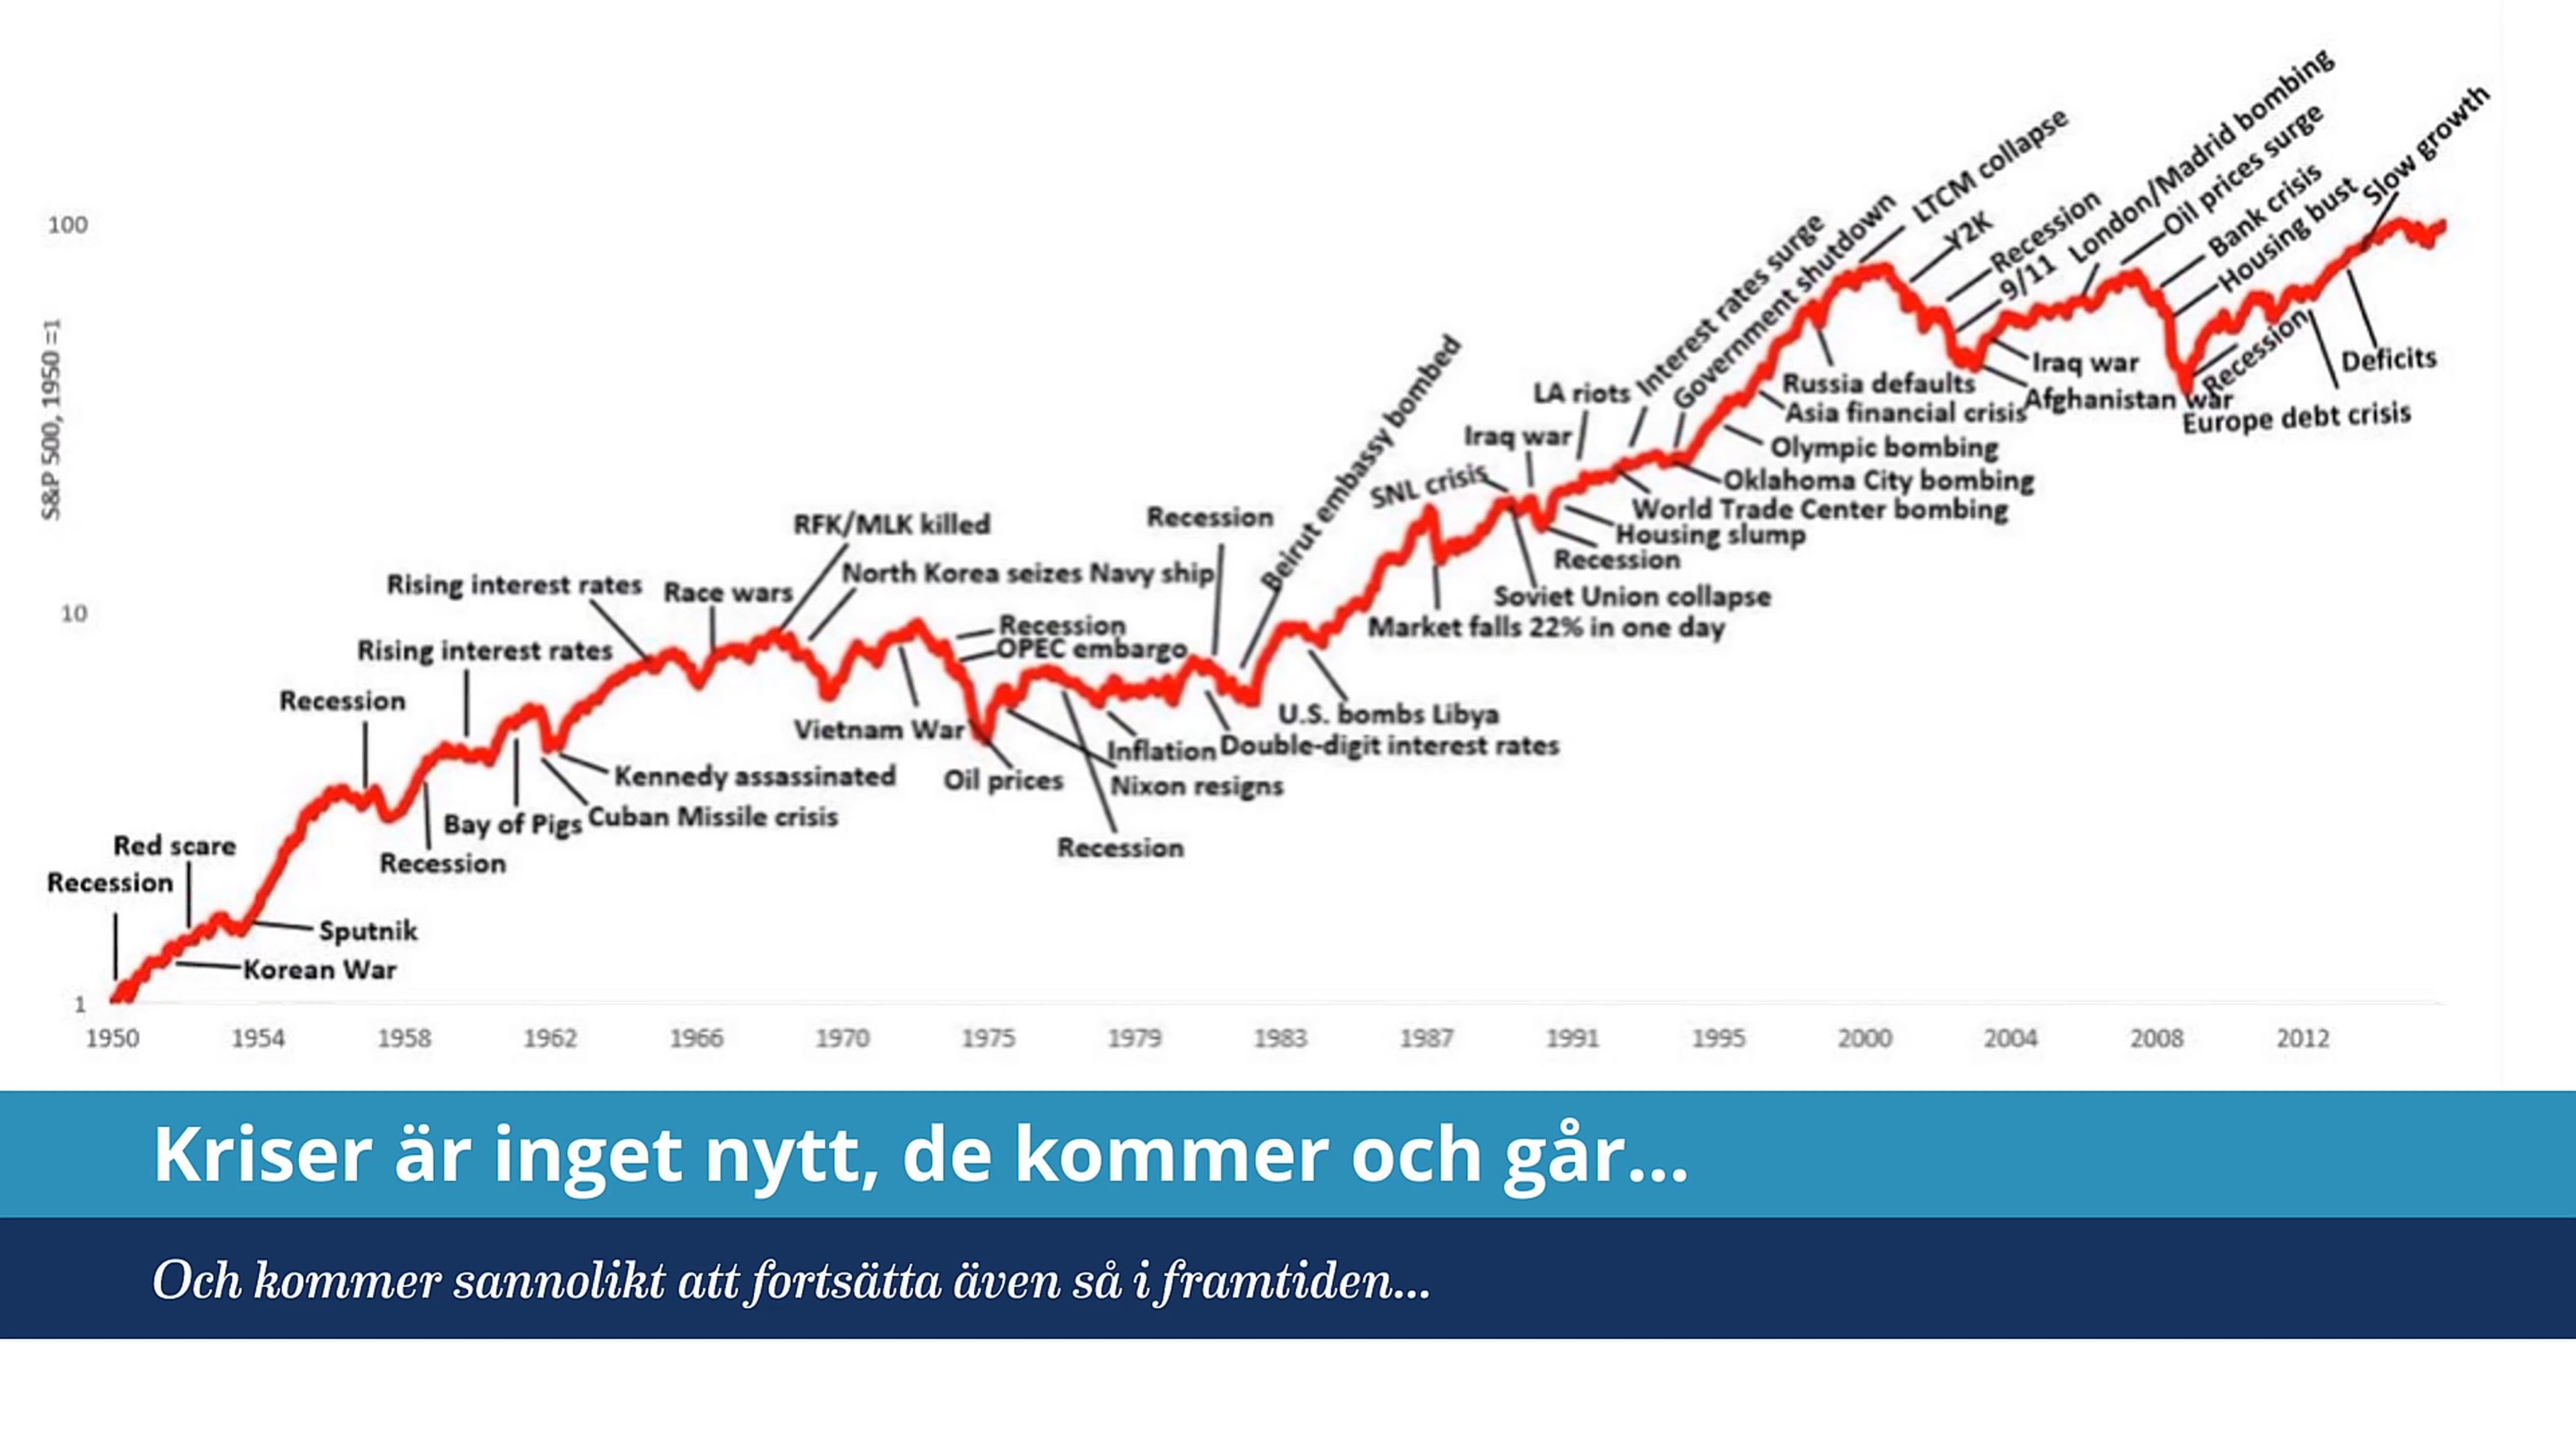 LTCM collapse
London/Madrid bombing
Oil prices surge
Slow growth
Y2K
Recession
9/11
Bank crisis
Housing bust
Interest rates surge
Government shutdown
100
S&P 500, 1950 =1
Beirut embassy bombed
LA riots
Iraq war
SNL crisis
Russia defaults
Asia financial crisis
Iraq war
Afghanistan war
Recession
Deficits
Europe debt crisis
Olympic bombing
Oklahoma City bombing
World Trade Center bombing
Housing slump
Recession
Soviet Union collapse
Market falls 22% in one day
RFK/MLK killed
Recession
North Korea seizes Navy ship
Rising interest rates
Race wars
10
Recession
OPEC embargo
Rising interest rates
Recession
Vietnam War
U.S. bombs Libya
Inflation
Double-digit interest rates
Kennedy assassinated
Oil prices
Nixon resigns
Bay of Pigs
Cuban Missile crisis
Recession
Recession
Red scare
Recession
Sputnik
Korean War
1
1950 1954 1958 1962 1966 1970 1975 1979 1983 1987 1991 1995 2000 2004 2008 2012
Kriser är inget nytt, de kommer och går...
Och kommer sannolikt att fortsätta även så i framtiden...